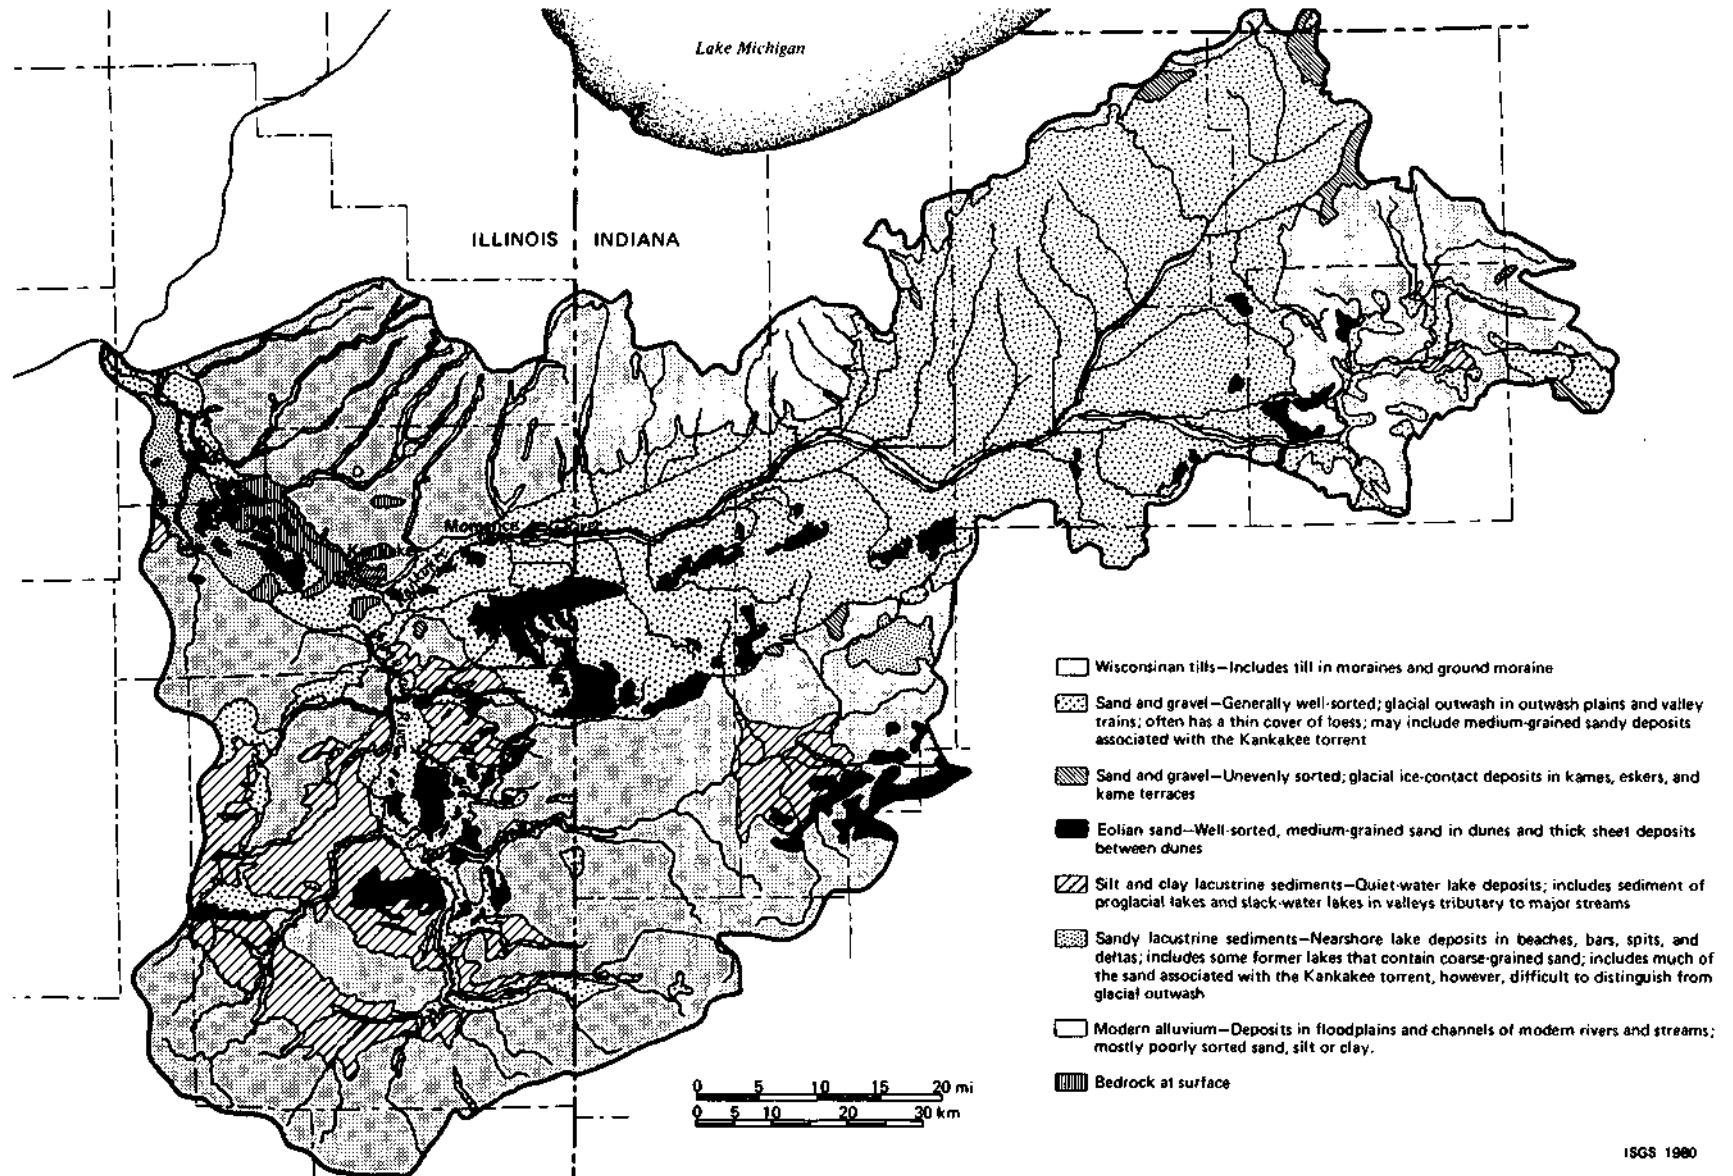 Lake Michigan
ILLINOIS INDIANA
Momence
Wisconsinan tills—Includes till in moraines and ground moraine
Sand and gravel—Generally well-sorted; glacial outwash in outwash plains and valley
trains; often has a thin cover of loess; may include medium-grained sandy deposits
associated with the Kankakee torrent
Sand and gravel—Unevenly sorted; glacial ice-contact deposits in kames, eskers, and
kame terraces
Eolian sand—Well-sorted, medium-grained sand in dunes and thick sheet deposits
between dunes
Silt and clay lacustrine sediments—Quiet-water lake deposits; includes sediment of
proglacial lakes and slack-water lakes in valleys tributary to major streams
Sandy lacustrine sediments—Nearshore lake deposits in beaches, bars, spits, and
deltas; includes some former lakes that contain coarse-grained sand; includes much of
the sand associated with the Kankakee torrent, however, difficult to distinguish from
glacial outwash
Modern alluvium—Deposits in floodplains and channels of modern rivers and streams;
mostly poorly sorted sand, silt or clay.
Bedrock at surface
0 5 10 15 20 mi
0 5 10 20 30 km
ISGS 1980